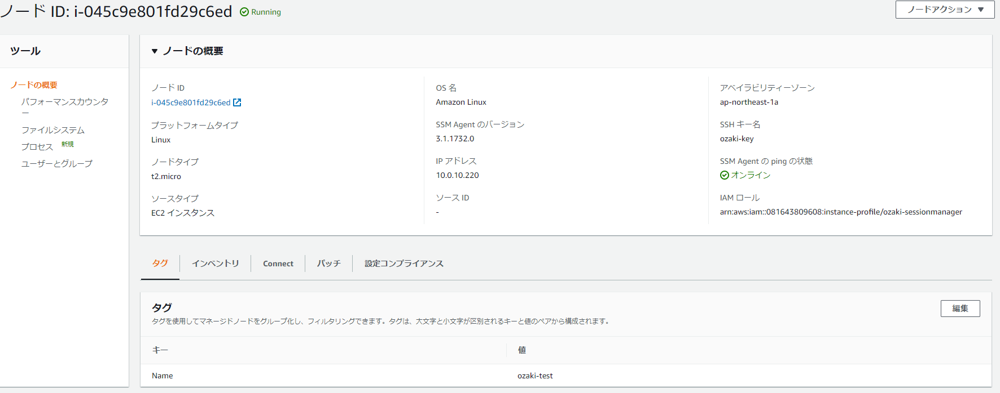 ノード ID: i-045c9e801fd29c6ed Running
ノードアクション ▼
ツール
ノードの概要
パフォーマンスカウンタ
ー
ファイルシステム
プロセス 新規
ユーザーとグループ
▼ ノードの概要
ノード ID
i-045c9e801fd29c6ed
プラットフォームタイプ
Linux
ノードタイプ
t2.micro
ソースタイプ
EC2 インスタンス
OS 名
Amazon Linux
SSM Agent のバージョン
3.1.1732.0
IP アドレス
10.0.10.220
ソース ID
-
アベイラビリティーゾーン
ap-northeast-1a
SSH キー名
ozaki-key
SSM Agent の ping の状態
オンライン
IAM ロール
arn:aws:iam::081643809608:instance-profile/ozaki-sessionmanager
タグ インベントリ Connect パッチ 設定コンプライアンス
タグ
編集
タグを使用してマネージドノードをグループ化し、フィルタリングできます。タグは、大文字と小文字が区別されるキーと値のペアから構成されます。
キー 値
Name ozaki-test